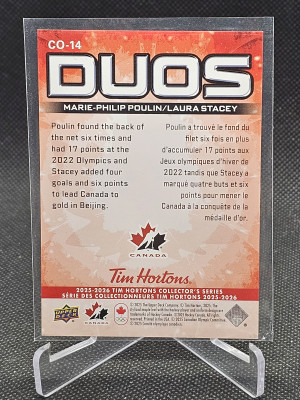 CO-14
DUOS
MARIE-PHILIP POULIN/LAURA STACEY
Poulin found the back of
the net six times and
had 17 points at the
2022 Olympics and
Stacey added four
goals and six points
to lead Canada to
gold in Beijing.
Poulin a trouvé le fond du
filet six fois en plus
d'accumuler 17 points aux
Jeux olympiques d'hiver de
2022 tandis que Stacey a
marqué quatre buts et six
points pour mener le
Canada à la conquête de la
médaille d'or.
CANADA
Tim Hortons
2025-2026 TIM HORTONS COLLECTOR'S SERIES
SÉRIE DES COLLECTIONNEURS TIM HORTONS 2025-2026
UPPER DECK
CANADA